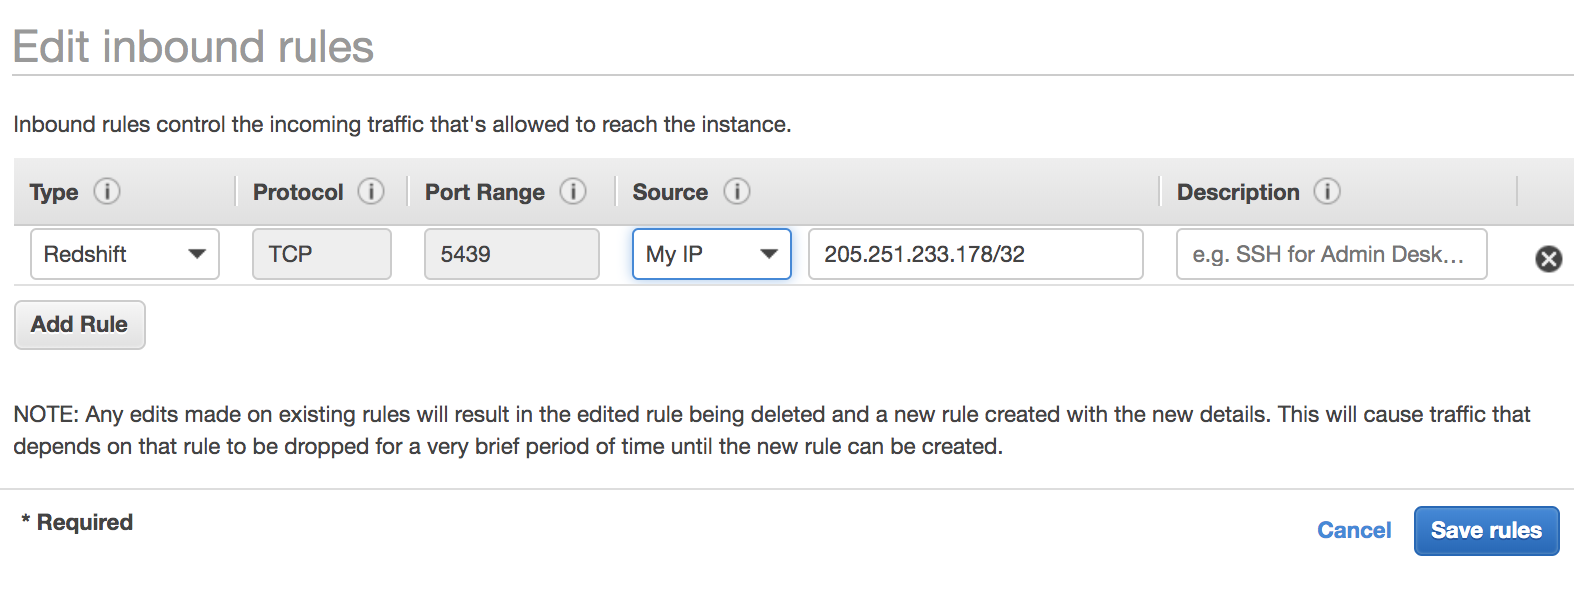 Edit inbound rules
Inbound rules control the incoming traffic that's allowed to reach the instance.
Type i Protocol i Port Range i Source i Description i
Redshift TCP 5439 My IP 205.251.233.178/32 e.g. SSH for Admin Desk...
Add Rule
NOTE: Any edits made on existing rules will result in the edited rule being deleted and a new rule created with the new details. This will cause traffic that
depends on that rule to be dropped for a very brief period of time until the new rule can be created.
* Required
Cancel Save rules